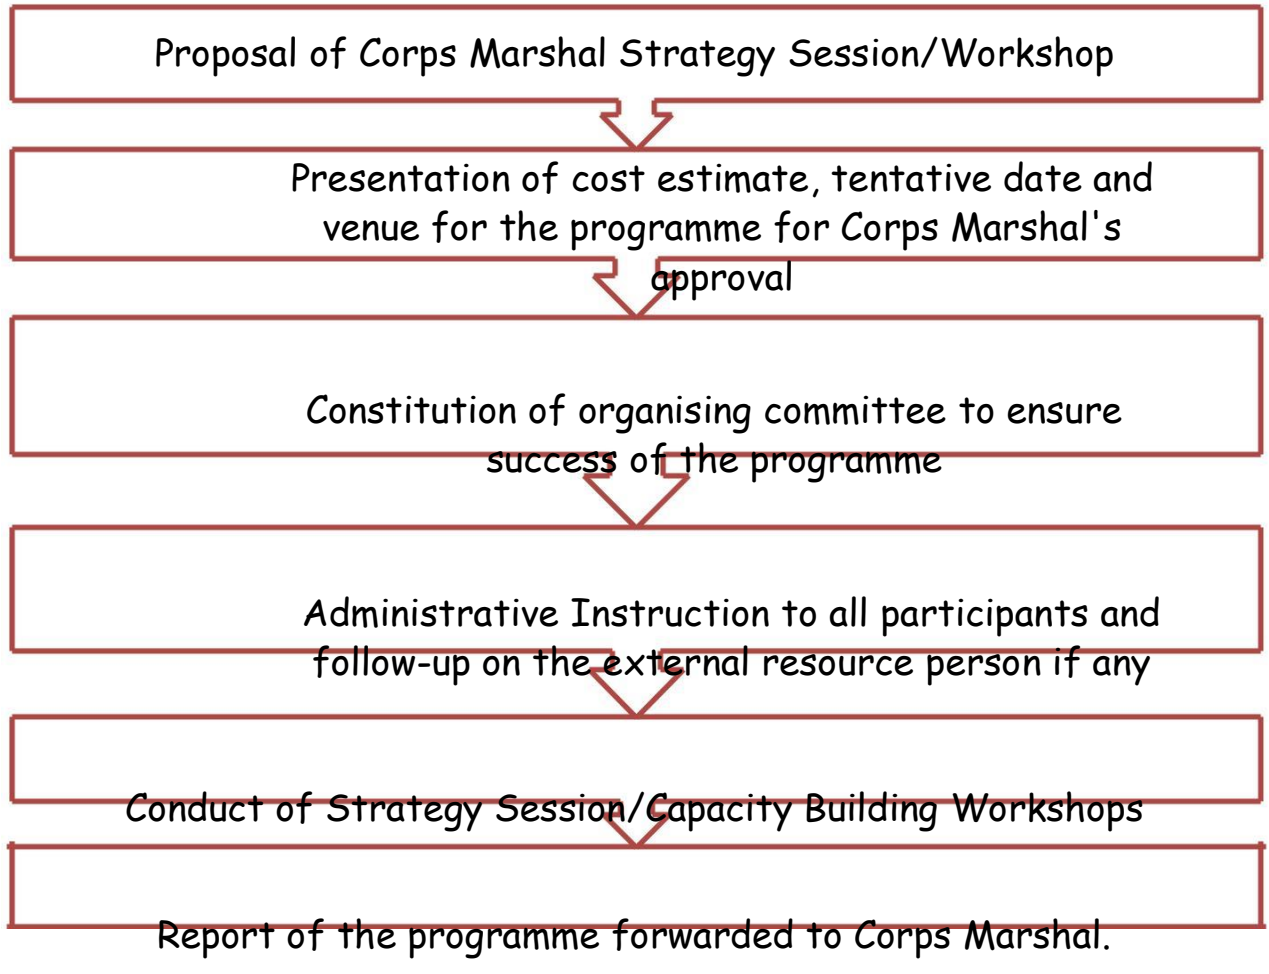 Proposal of Corps Marshal Strategy Session/Workshop
Presentation of cost estimate, tentative date and
venue for the programme for Corps Marshal's
approval
Constitution of organising committee to ensure
success of the programme
Administrative Instruction to all participants and
follow-up on the external resource person if any
Conduct of Strategy Session/Capacity Building Workshops
Report of the programme forwarded to Corps Marshal.